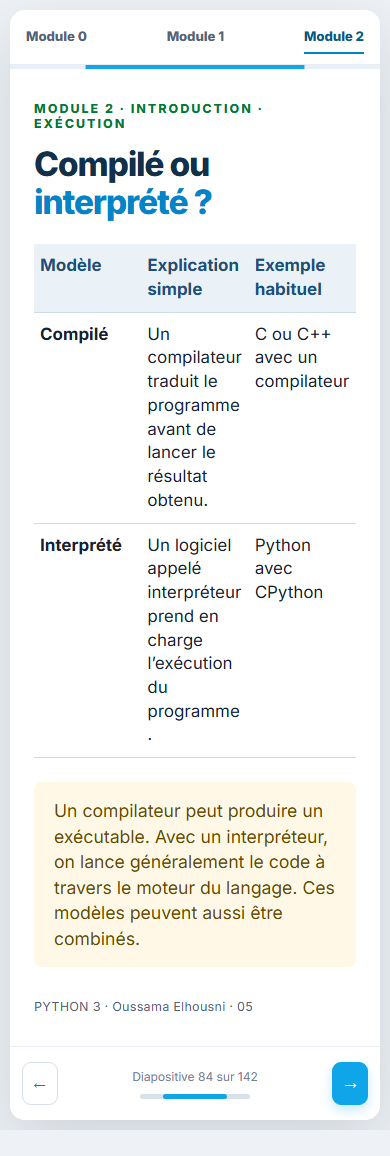 Module 0 Module 1 Module 2
MODULE 2 · INTRODUCTION ·
EXÉCUTION
Compilé ou
interprété ?
Modèle Explication simple Exemple habituel
Compilé
Un
compilateur
traduit le
programme
avant de
lancer le
résultat
obtenu.
C ou C++
avec un
compilateur
Interprété
Un logiciel
appelé
interpréteur
prend en
charge
l’exécution
du
programme
.
Python
avec
CPython
Un compilateur peut produire un
exécutable. Avec un interpréteur,
on lance généralement le code à
travers le moteur du langage. Ces
modèles peuvent aussi être
combinés.
PYTHON 3 · Oussama Elhousni · 05
← Diapositive 84 sur 142 →